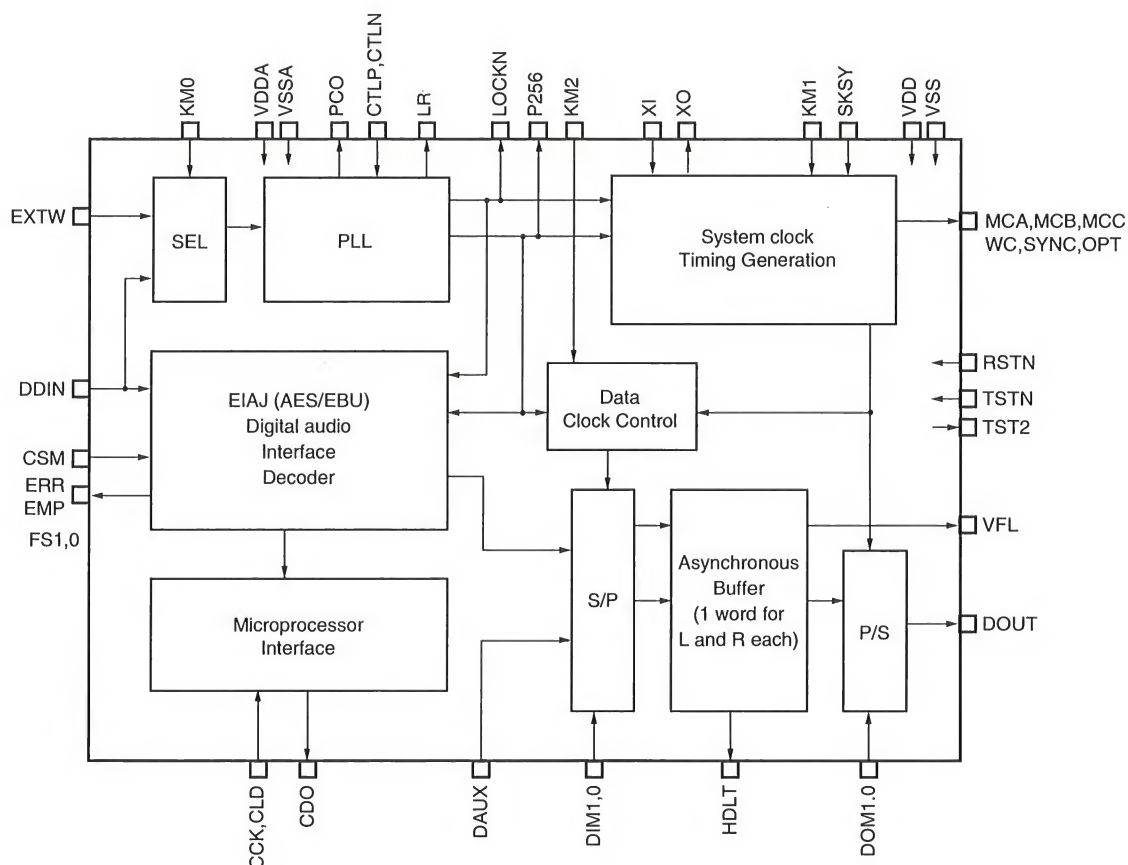 KM0
VDDA
VSSA
PCO
CTLP,CTLN
LR
LOCKN
P256
KM2
XI
XO
KM1
SKSY
VDD
VSS
EXTW
SEL
PLL
System clock
Timing Generation
MCA,MCB,MCC
WC,SYNC,OPT
DDIN
EIAJ (AES/EBU)
Digital audio
Interface
Decoder
Data
Clock Control
RSTN
TSTN
TST2
CSM
ERR
EMP
FS1,0
S/P
Asynchronous
Buffer
(1 word for
L and R each)
P/S
VFL
DOUT
Microprocessor
Interface
CCK,CLD
CDO
DAUX
DIM1,0
HDLT
DOM1.0